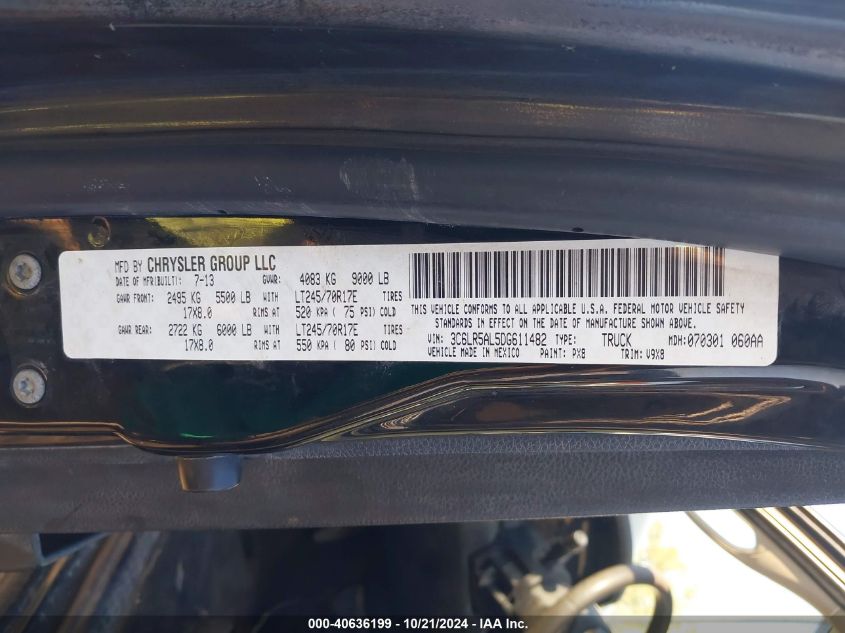 MFD BY CHRYSLER GROUP LLC
DATE OF MFR(BUILT): 7-13 GVWR: 4083 KG 9000 LB
GAWR FRONT: 2495 KG 5500 LB WITH LT245/70R17E TIRES
17X8.0 RIMS AT 520 KPA ( 75 PSI) COLD
GAWR REAR: 2722 KG 6000 LB WITH LT245/70R17E TIRES
17X8.0 RIMS AT 550 KPA ( 80 PSI) COLD
THIS VEHICLE CONFORMS TO ALL APPLICABLE U.S.A. FEDERAL MOTOR VEHICLE SAFETY
STANDARDS IN EFFECT ON THE DATE OF MANUFACTURE SHOWN ABOVE.
VIN: 3C6LR5AL5DG611482 TYPE: TRUCK MDH: 070301 060AA
VEHICLE MADE IN MEXICO PAINT: PX8 TRIM: V9X8
000-40636199 - 10/21/2024 - IAA Inc.